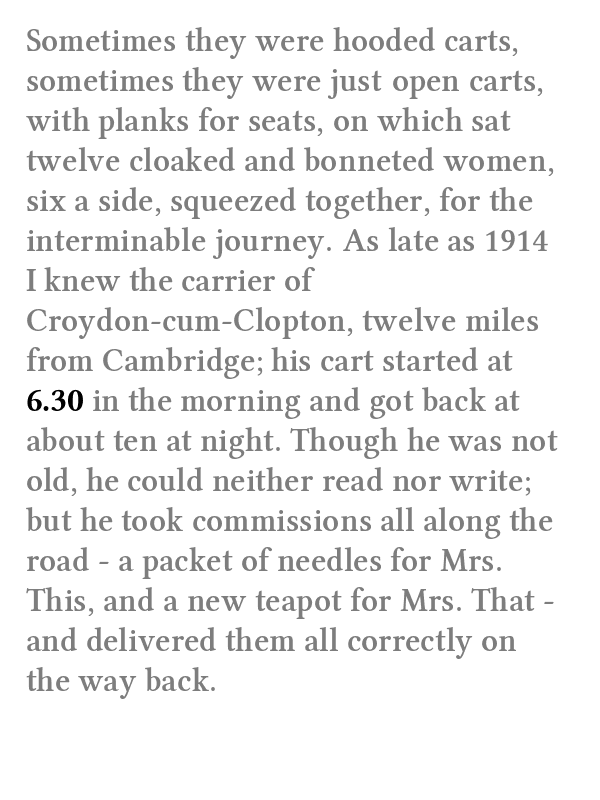 Sometimes they were hooded carts,
sometimes they were just open carts,
with planks for seats, on which sat
twelve cloaked and bonneted women,
six a side, squeezed together, for the
interminable journey. As late as 1914
I knew the carrier of
Croydon-cum-Clopton, twelve miles
from Cambridge; his cart started at
6.30 in the morning and got back at
about ten at night. Though he was not
old, he could neither read nor write;
but he took commissions all along the
road - a packet of needles for Mrs.
This, and a new teapot for Mrs. That -
and delivered them all correctly on
the way back.